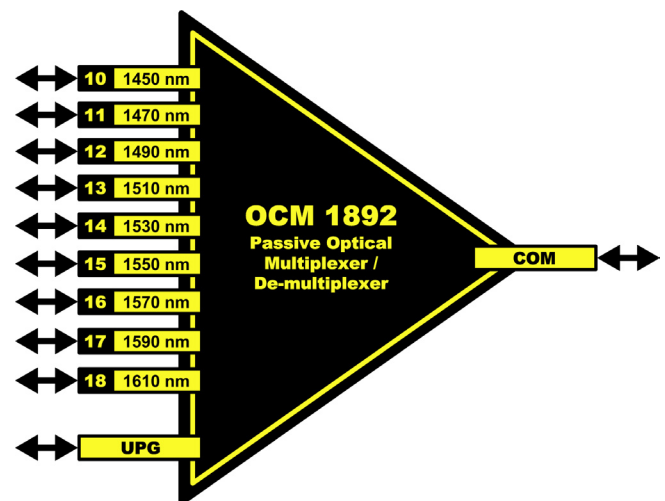 10 1450 nm
11 1470 nm
12 1490 nm
13 1510 nm
14 1530 nm
15 1550 nm
16 1570 nm
17 1590 nm
18 1610 nm
UPG
OCM 1892
Passive Optical
Multiplexer /
De-multiplexer
COM